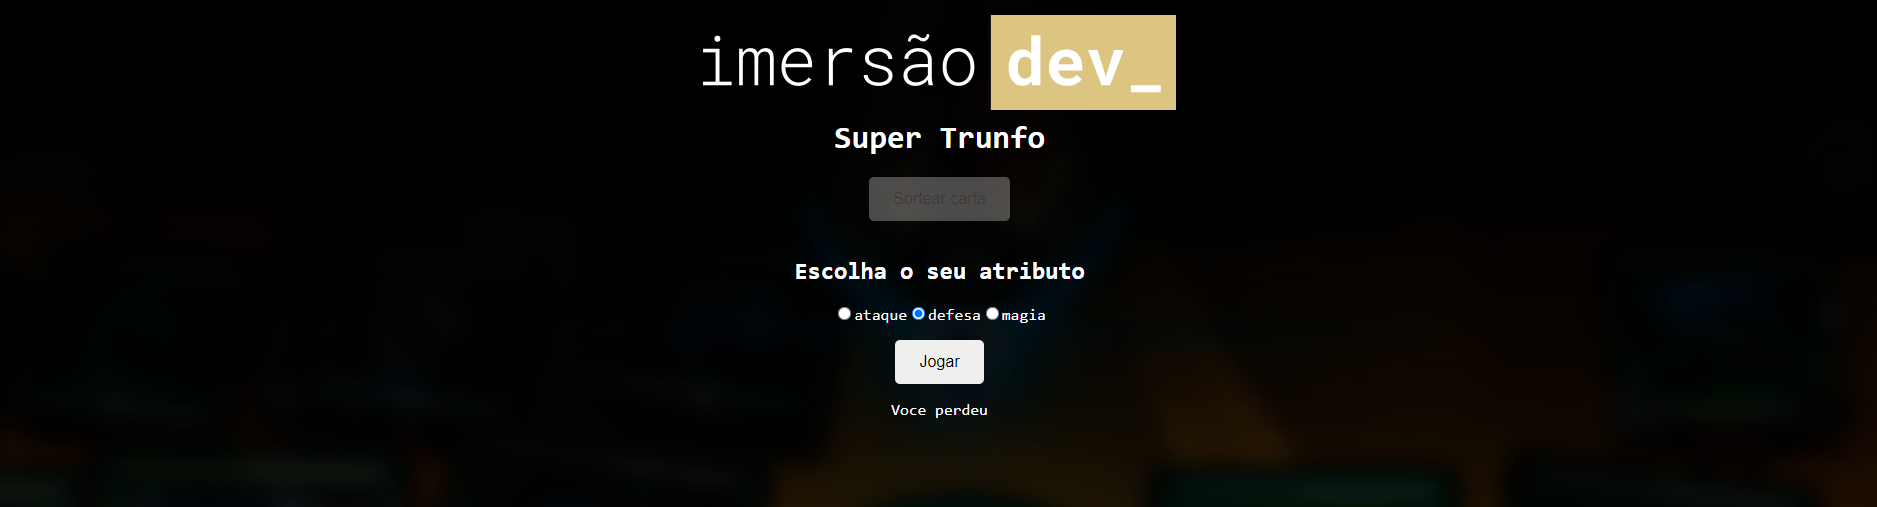 imersão dev_
Super Trunfo
Sortear carta
Escolha o seu atributo
ataque defesa magia
Jogar
Voce perdeu